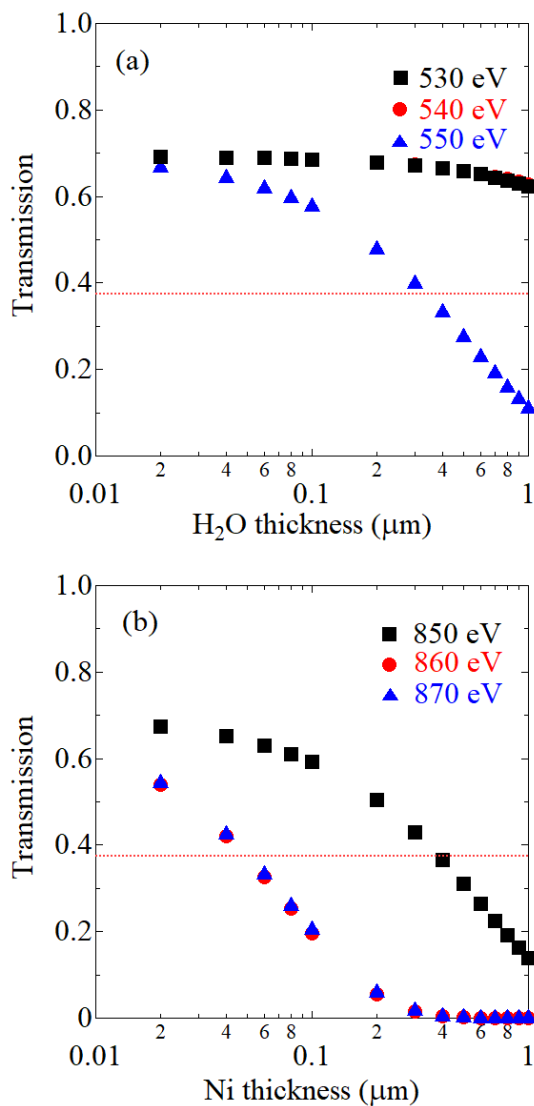 1.0
(a)
530 eV
540 eV
550 eV
0.8
0.6
0.4
0.2
0.0
Transmission
2 4 6 8 2 4 6 8
0.01 0.1 1
H₂O thickness (μm)
1.0
(b)
850 eV
860 eV
870 eV
0.8
0.6
0.4
0.2
0
Transmission
2 4 6 8 2 4 6 8
0.01 0.1 1
Ni thickness (μm)